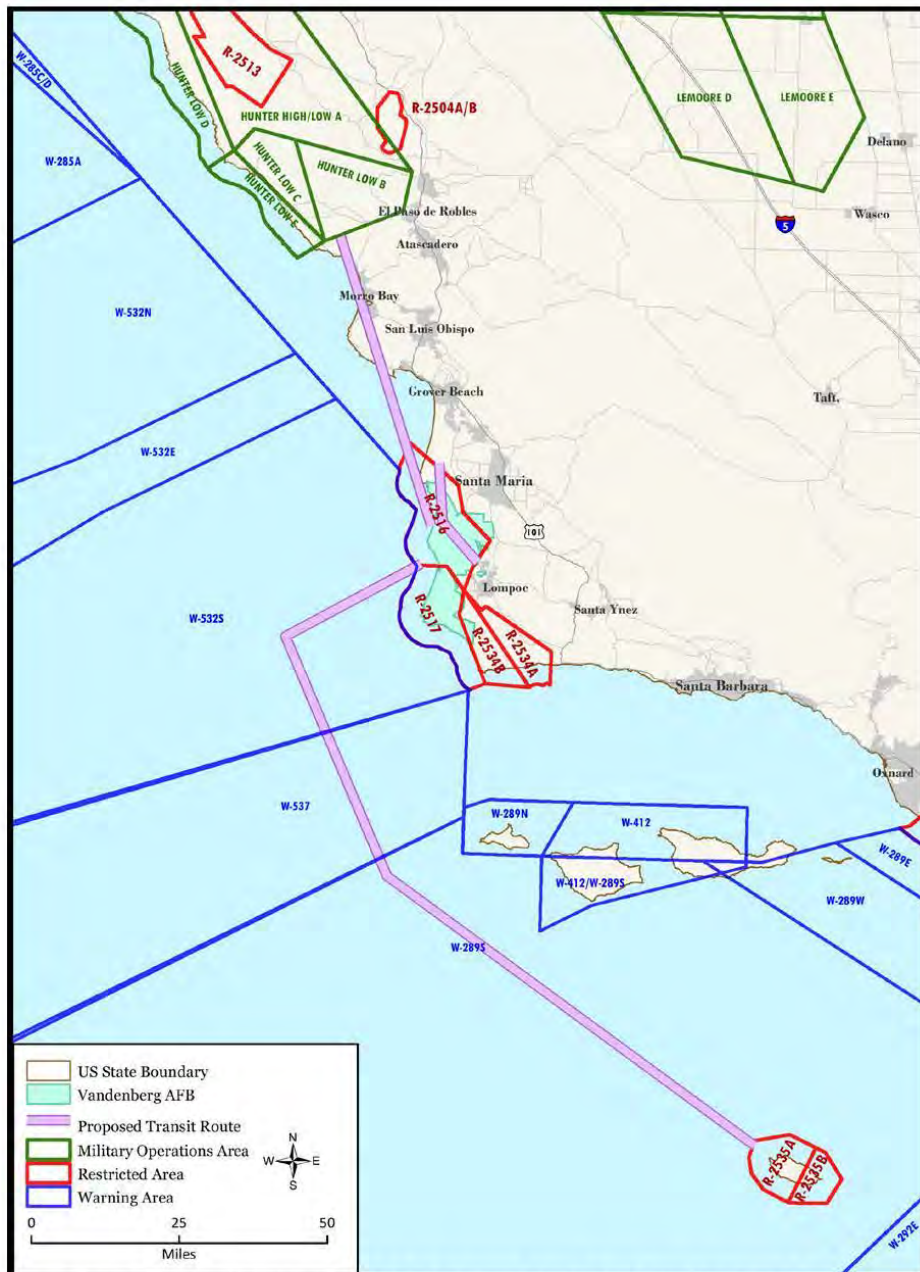 W-285C/D
R-2513
HUNTER LOW D
R-2504A/B
HUNTER HIGH/LOW A
LEMOORE D
LEMOORE E
Delano
W-285A
HUNTER LOW C
HUNTER LOW B
HUNTER LOW E
El Paso de Robles
Wasco
5
Atascadero
Morro Bay
W-532N
San Luis Obispo
Grover Beach
Taft.
W-532E
Santa Maria
R-2516
101
Lompoc
Santa Ynez
W-532S
R-2517
R-2534B
R-2534A
Santa Barbara
Oxnard
W-537
W-289N
W-412
W-289E
W-412/W-289S
W-289W
W-289S
US State Boundary
Vandenberg AFB
Proposed Transit Route
Military Operations Area
Restricted Area
Warning Area
N
W E
S
0 25 50
Miles
R-2535A
R-2535B
W-292E